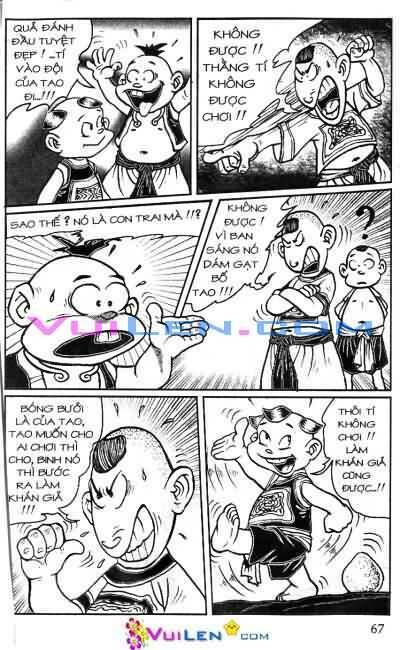 QUẢ ĐÁNH
ĐẦU TUYỆT
ĐẸP ! ...TÍ
VÀO ĐỘI
CỦA TAO
ĐI...!!!
KHÔNG
ĐƯỢC !!
THẰNG TÍ
KHÔNG
ĐƯỢC
CHƠI !!
SAO THẾ ? NÓ LÀ CON TRAI MÀ !!?
KHÔNG
ĐƯỢC !
VÌ BAN
SÁNG NÓ
DÁM GẠT
BỐ
TAO !!!
?
VuiLen.com
BÓNG BƯỞI
LÀ CỦA TAO,
TAO MUỐN CHO
AI CHƠI THÌ
CHO, BINH NÓ
THÌ BƯỚC
RA LÀM
KHÁN GIẢ
!!!
THÔI TÍ
KHÔNG
CHƠI !!
LÀM
KHÁN GIẢ
CŨNG
ĐƯỢC...!!
67
VuiLen.com